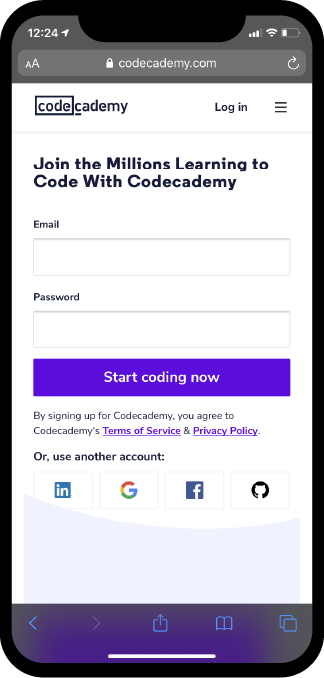 12:24
AA codecademy.com
codecademy
Log in
Join the Millions Learning to
Code With Codecademy
Email
Password
Start coding now
By signing up for Codecademy, you agree to
Codecademy's Terms of Service & Privacy Policy.
Or, use another account:
in G f